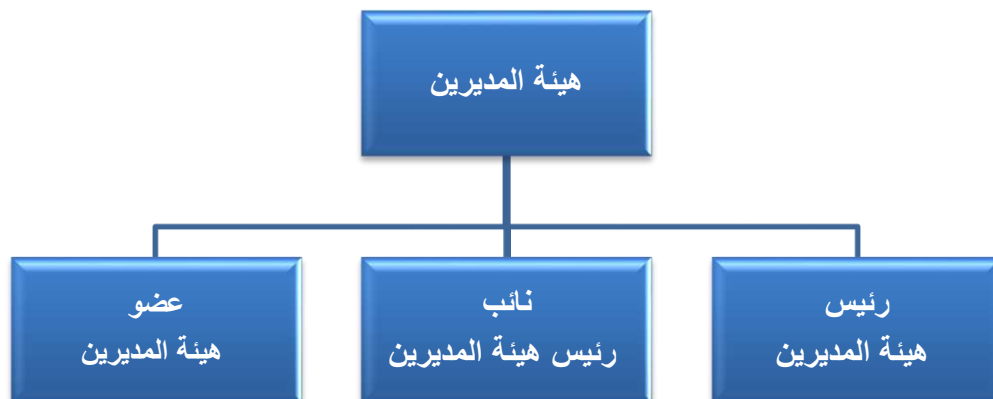 هيئة المديرين
رئيس
هيئة المديرين
نائب
رئيس هيئة المديرين
عضو
هيئة المديرين